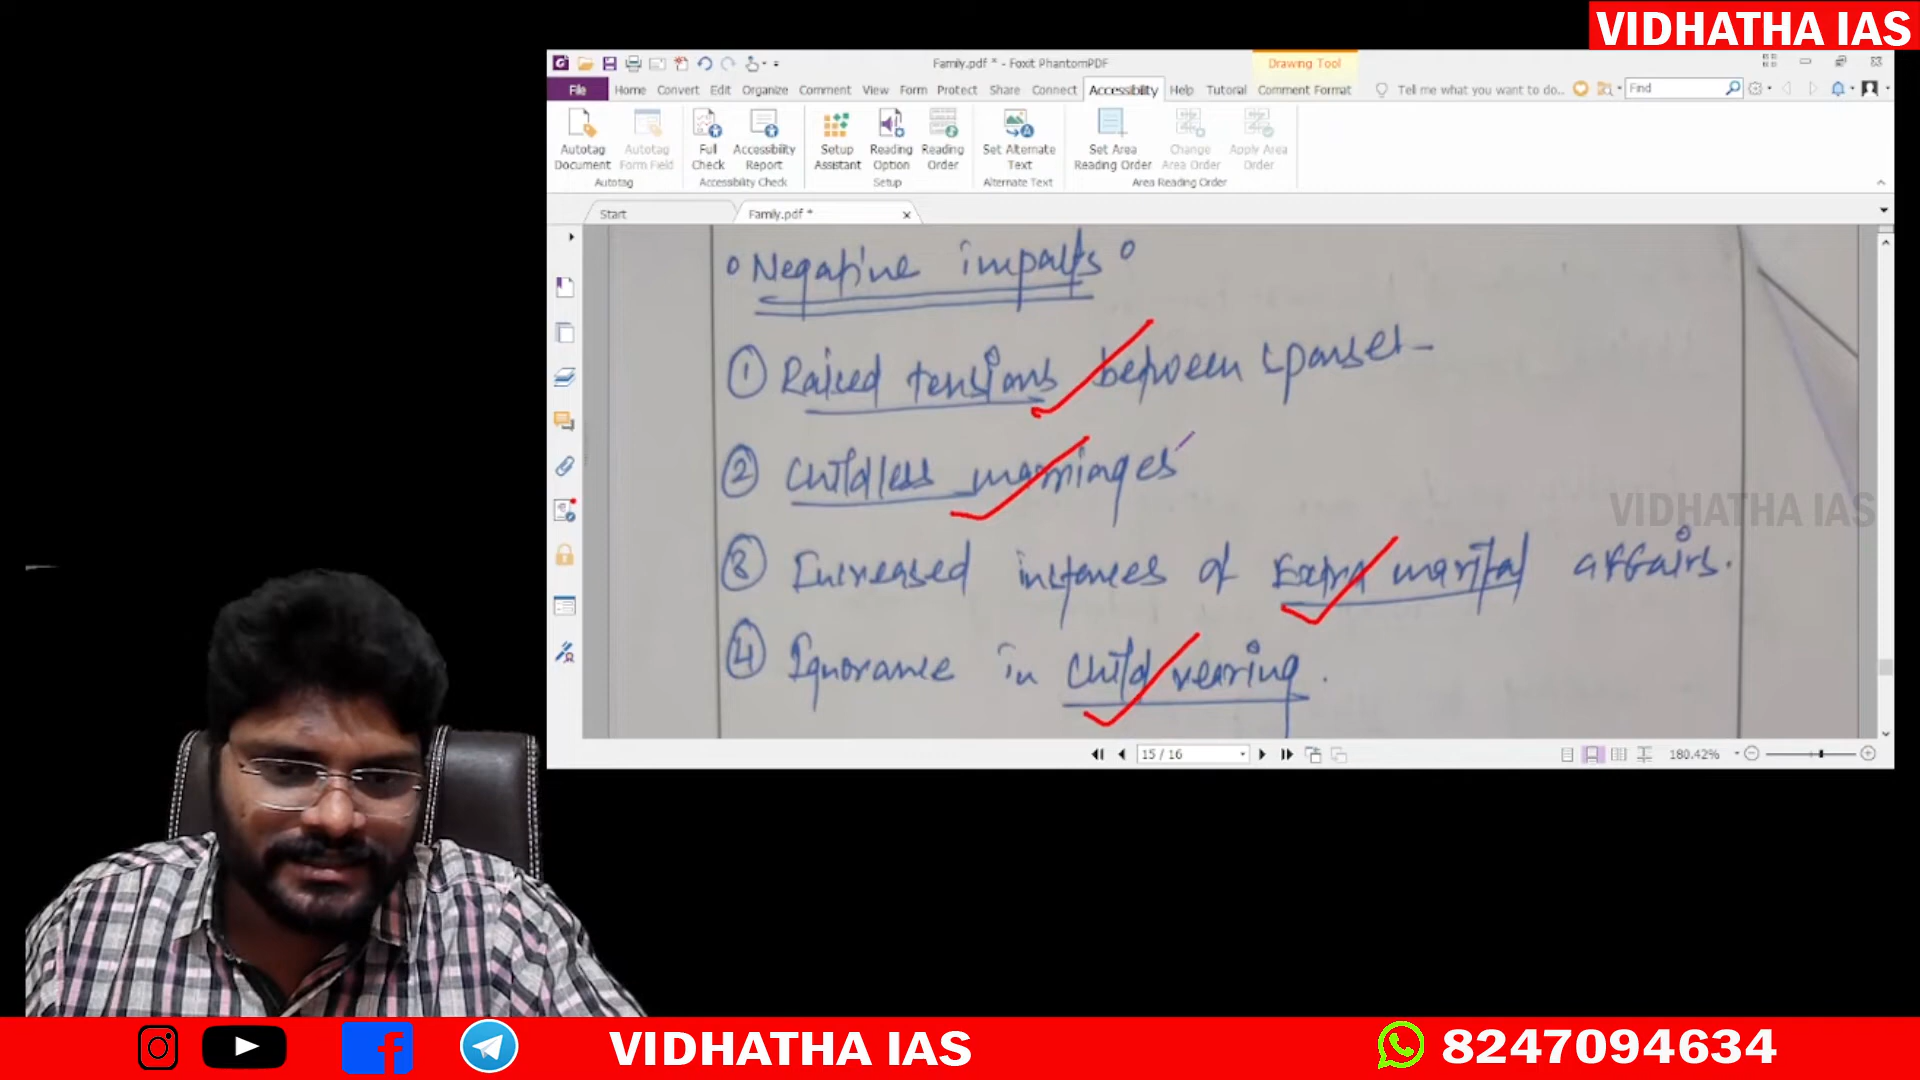 VIDHATHA IAS
Family.pdf * - Foxit PhantomPDF
Drawing Tool
File Home Convert Edit Organize Comment View Form Protect Share Connect Accessibility Help Tutorial Comment Format Tell me what you want to do.. Find
Autotag Document
Autotag Form Field
Full Check
Accessibility Report
Setup Assistant
Reading Option
Reading Order
Set Alternate Text
Set Area Reading Order
Change Area Order
Apply Area Order
Autotag
Accessibility Check
Setup
Alternate Text
Area Reading Order
Start
Family.pdf *
Negative impacts
① Raised tensions between spouses
② Childless marriages
VIDHATHA IAS
③ Increased instances of Extra marital affairs.
④ Ignorance in child rearing.
15 / 16
180.42%
VIDHATHA IAS
8247094634